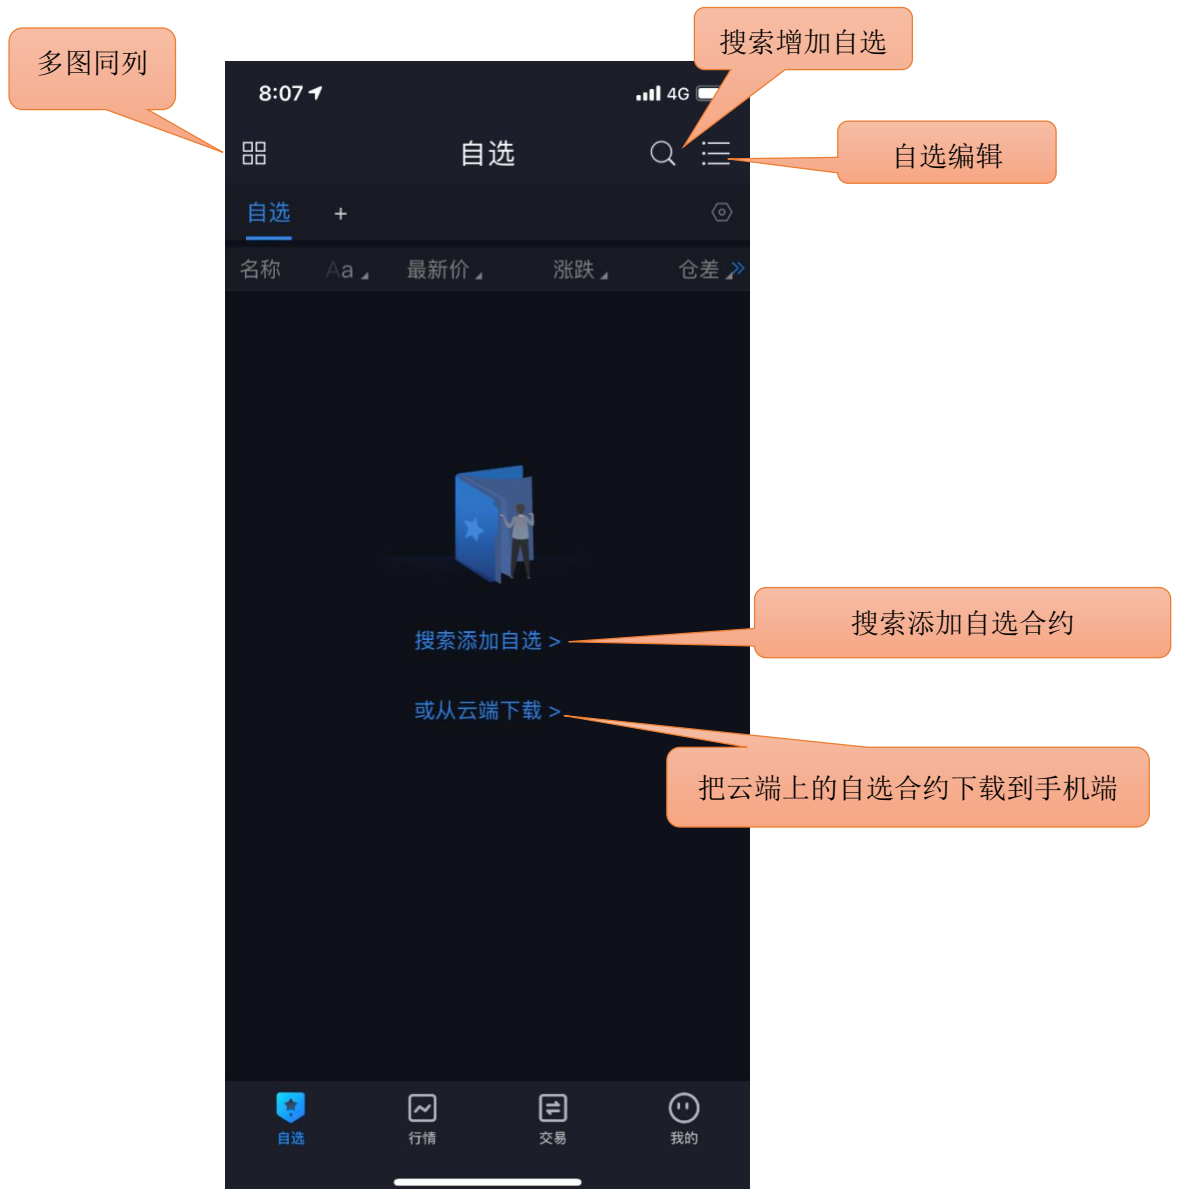 搜索增加自选
多图同列
8:07
4G
自选
自选编辑
自选 +
名称 Aa 最新价 涨跌 仓差 »
搜索添加自选 >
搜索添加自选合约
或从云端下载 >
把云端上的自选合约下载到手机端
自选 行情 交易 我的